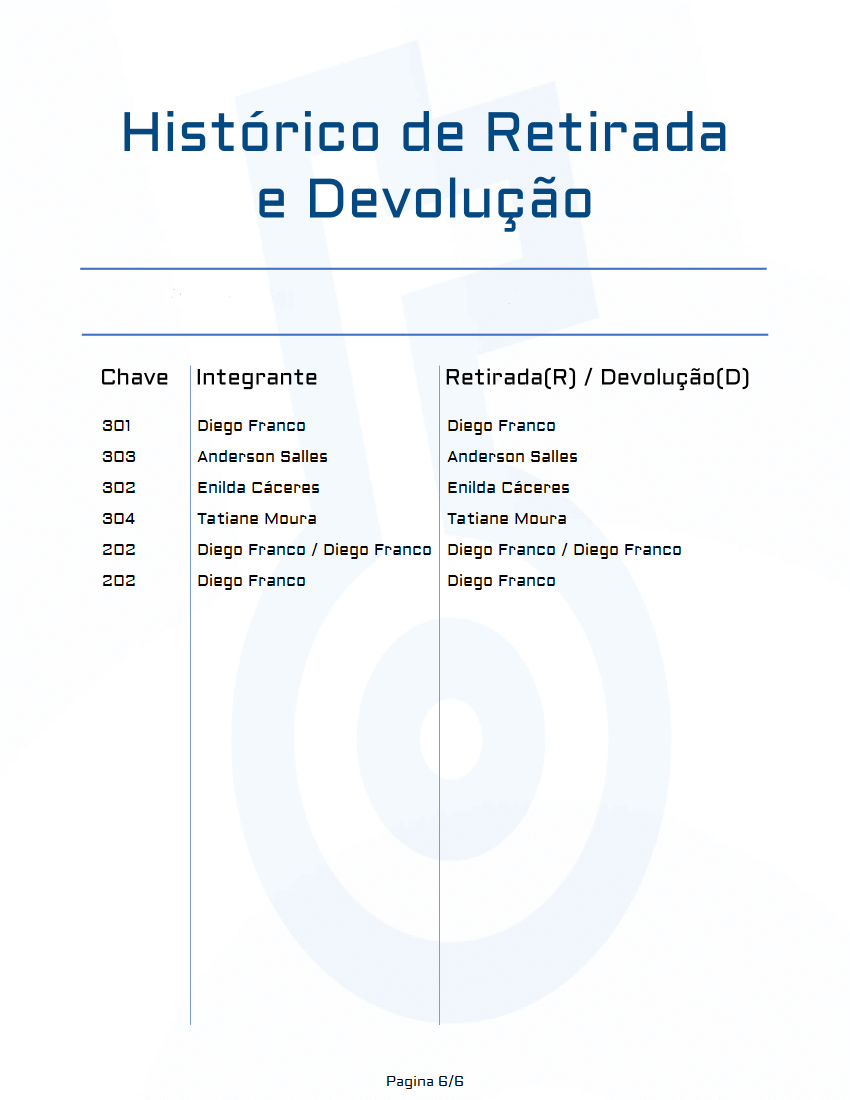 Histórico de Retirada
e Devolução
Chave Integrante Retirada(R) / Devolução(D)
301 Diego Franco Diego Franco
303 Anderson Salles Anderson Salles
302 Enilda Cáceres Enilda Cáceres
304 Tatiane Moura Tatiane Moura
202 Diego Franco / Diego Franco Diego Franco / Diego Franco
202 Diego Franco Diego Franco
Pagina 6/6